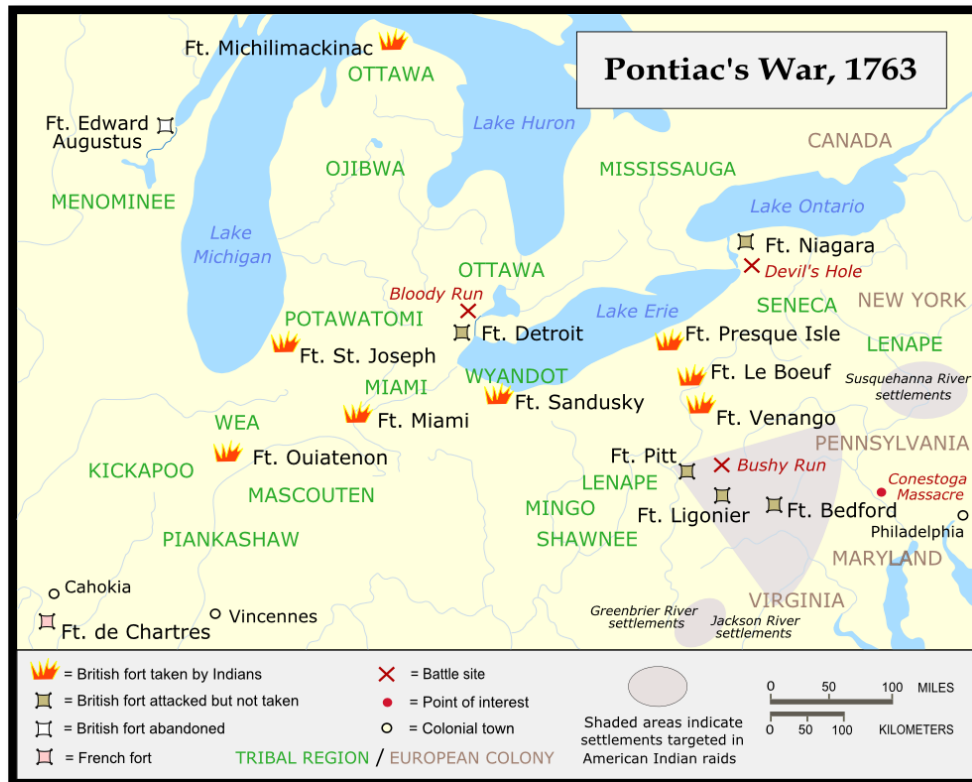 Pontiac's War, 1763
Ft. Michilimackinac
OTTAWA
Ft. Edward
Augustus
Lake Huron
CANADA
OJIBWA
MISSISSAUGA
MENOMINEE
Lake Ontario
Lake
Michigan
Ft. Niagara
OTTAWA
Devil's Hole
Bloody Run
Lake Erie
SENECA
NEW YORK
POTAWATOMI
Ft. Detroit
Ft. Presque Isle
LENAPE
Ft. St. Joseph
Ft. Le Boeuf
WYANDOT
Susquehanna River
settlements
MIAMI
Ft. Sandusky
Ft. Miami
Ft. Venango
WEA
PENNSYLVANIA
Ft. Ouiatenon
Ft. Pitt
Bushy Run
KICKAPOO
LENAPE
Conestoga
Massacre
MASCOUTEN
MINGO
Ft. Ligonier
Ft. Bedford
Philadelphia
PIANKASHAW
SHAWNEE
MARYLAND
Cahokia
VIRGINIA
Vincennes
Greenbrier River
settlements
Jackson River
settlements
Ft. de Chartres
= British fort taken by Indians
= British fort attacked but not taken
= British fort abandoned
= French fort
= Battle site
= Point of interest
= Colonial town
TRIBAL REGION / EUROPEAN COLONY
Shaded areas indicate
settlements targeted in
American Indian raids
0 50 100 MILES
0 50 100 KILOMETERS